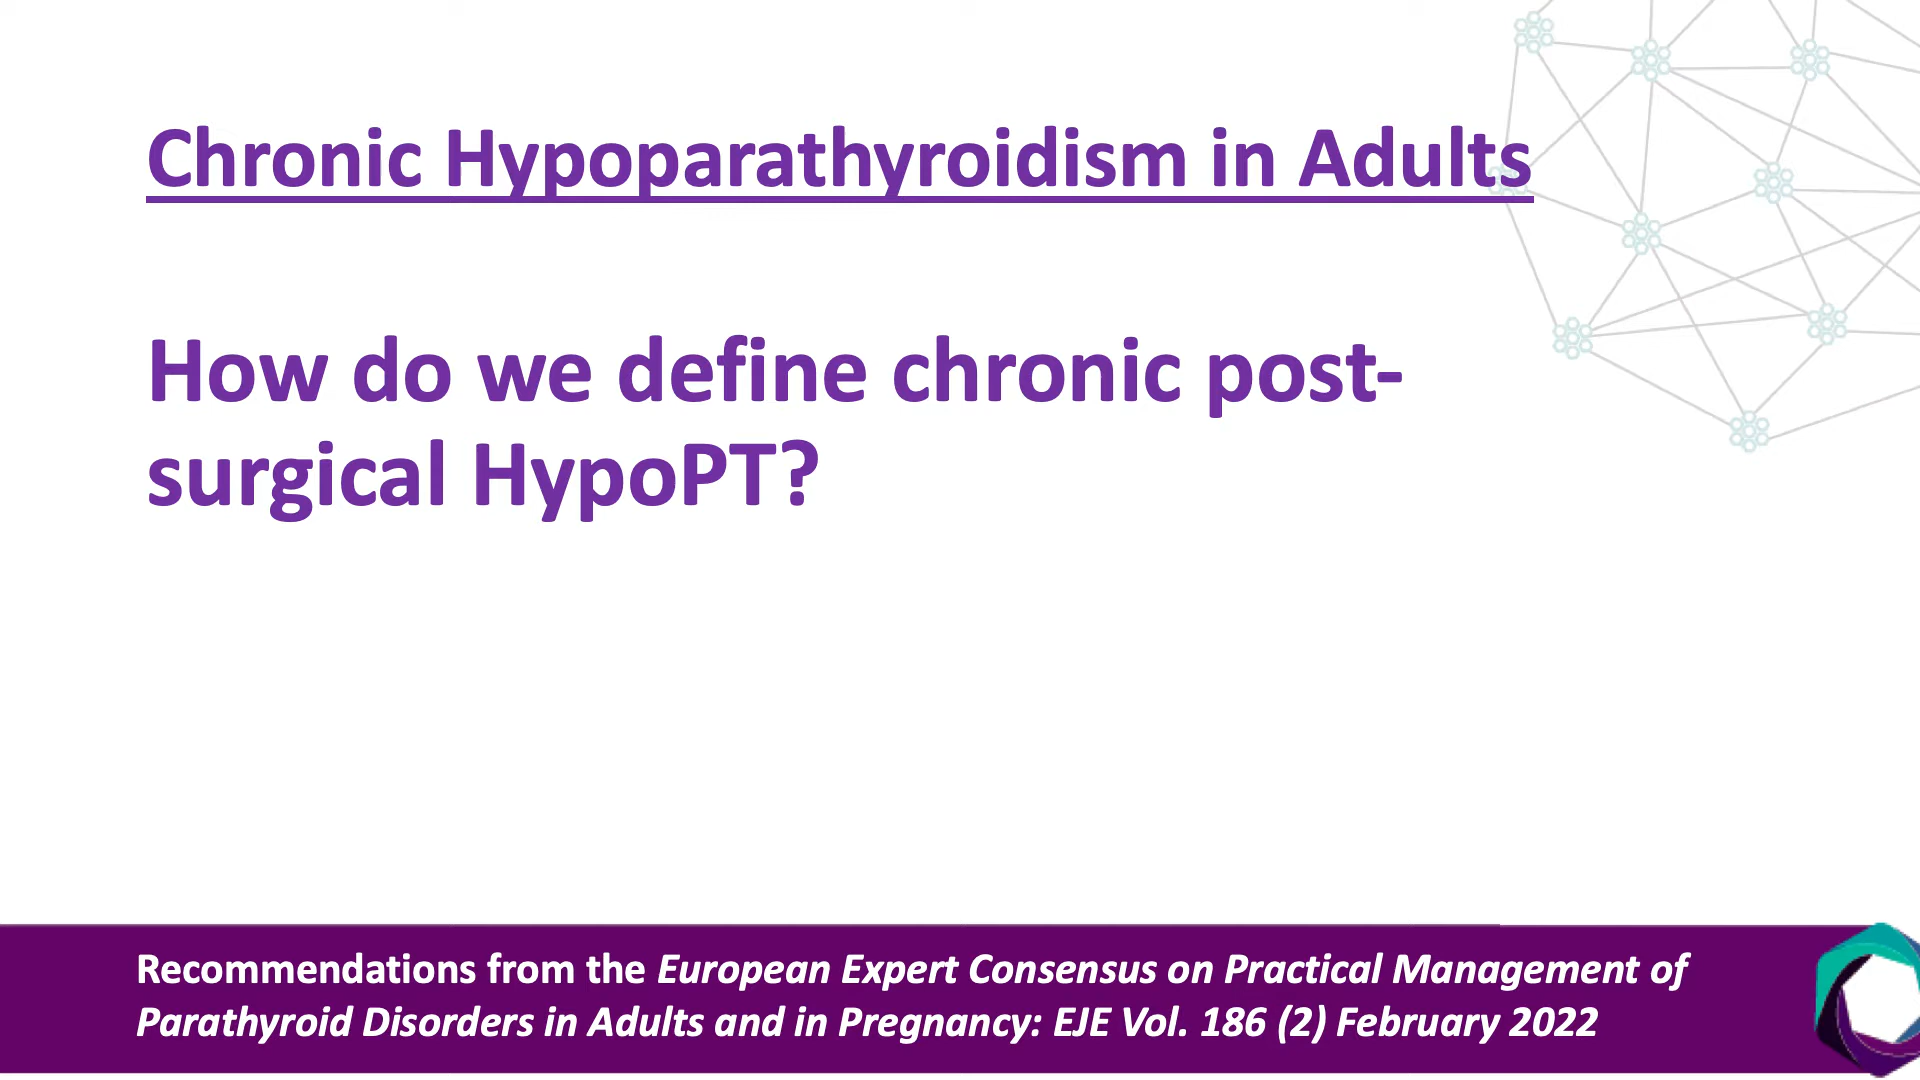 Chronic Hypoparathyroidism in Adults
How do we define chronic post-
surgical HypoPT?
Recommendations from the European Expert Consensus on Practical Management of
Parathyroid Disorders in Adults and in Pregnancy: EJE Vol. 186 (2) February 2022